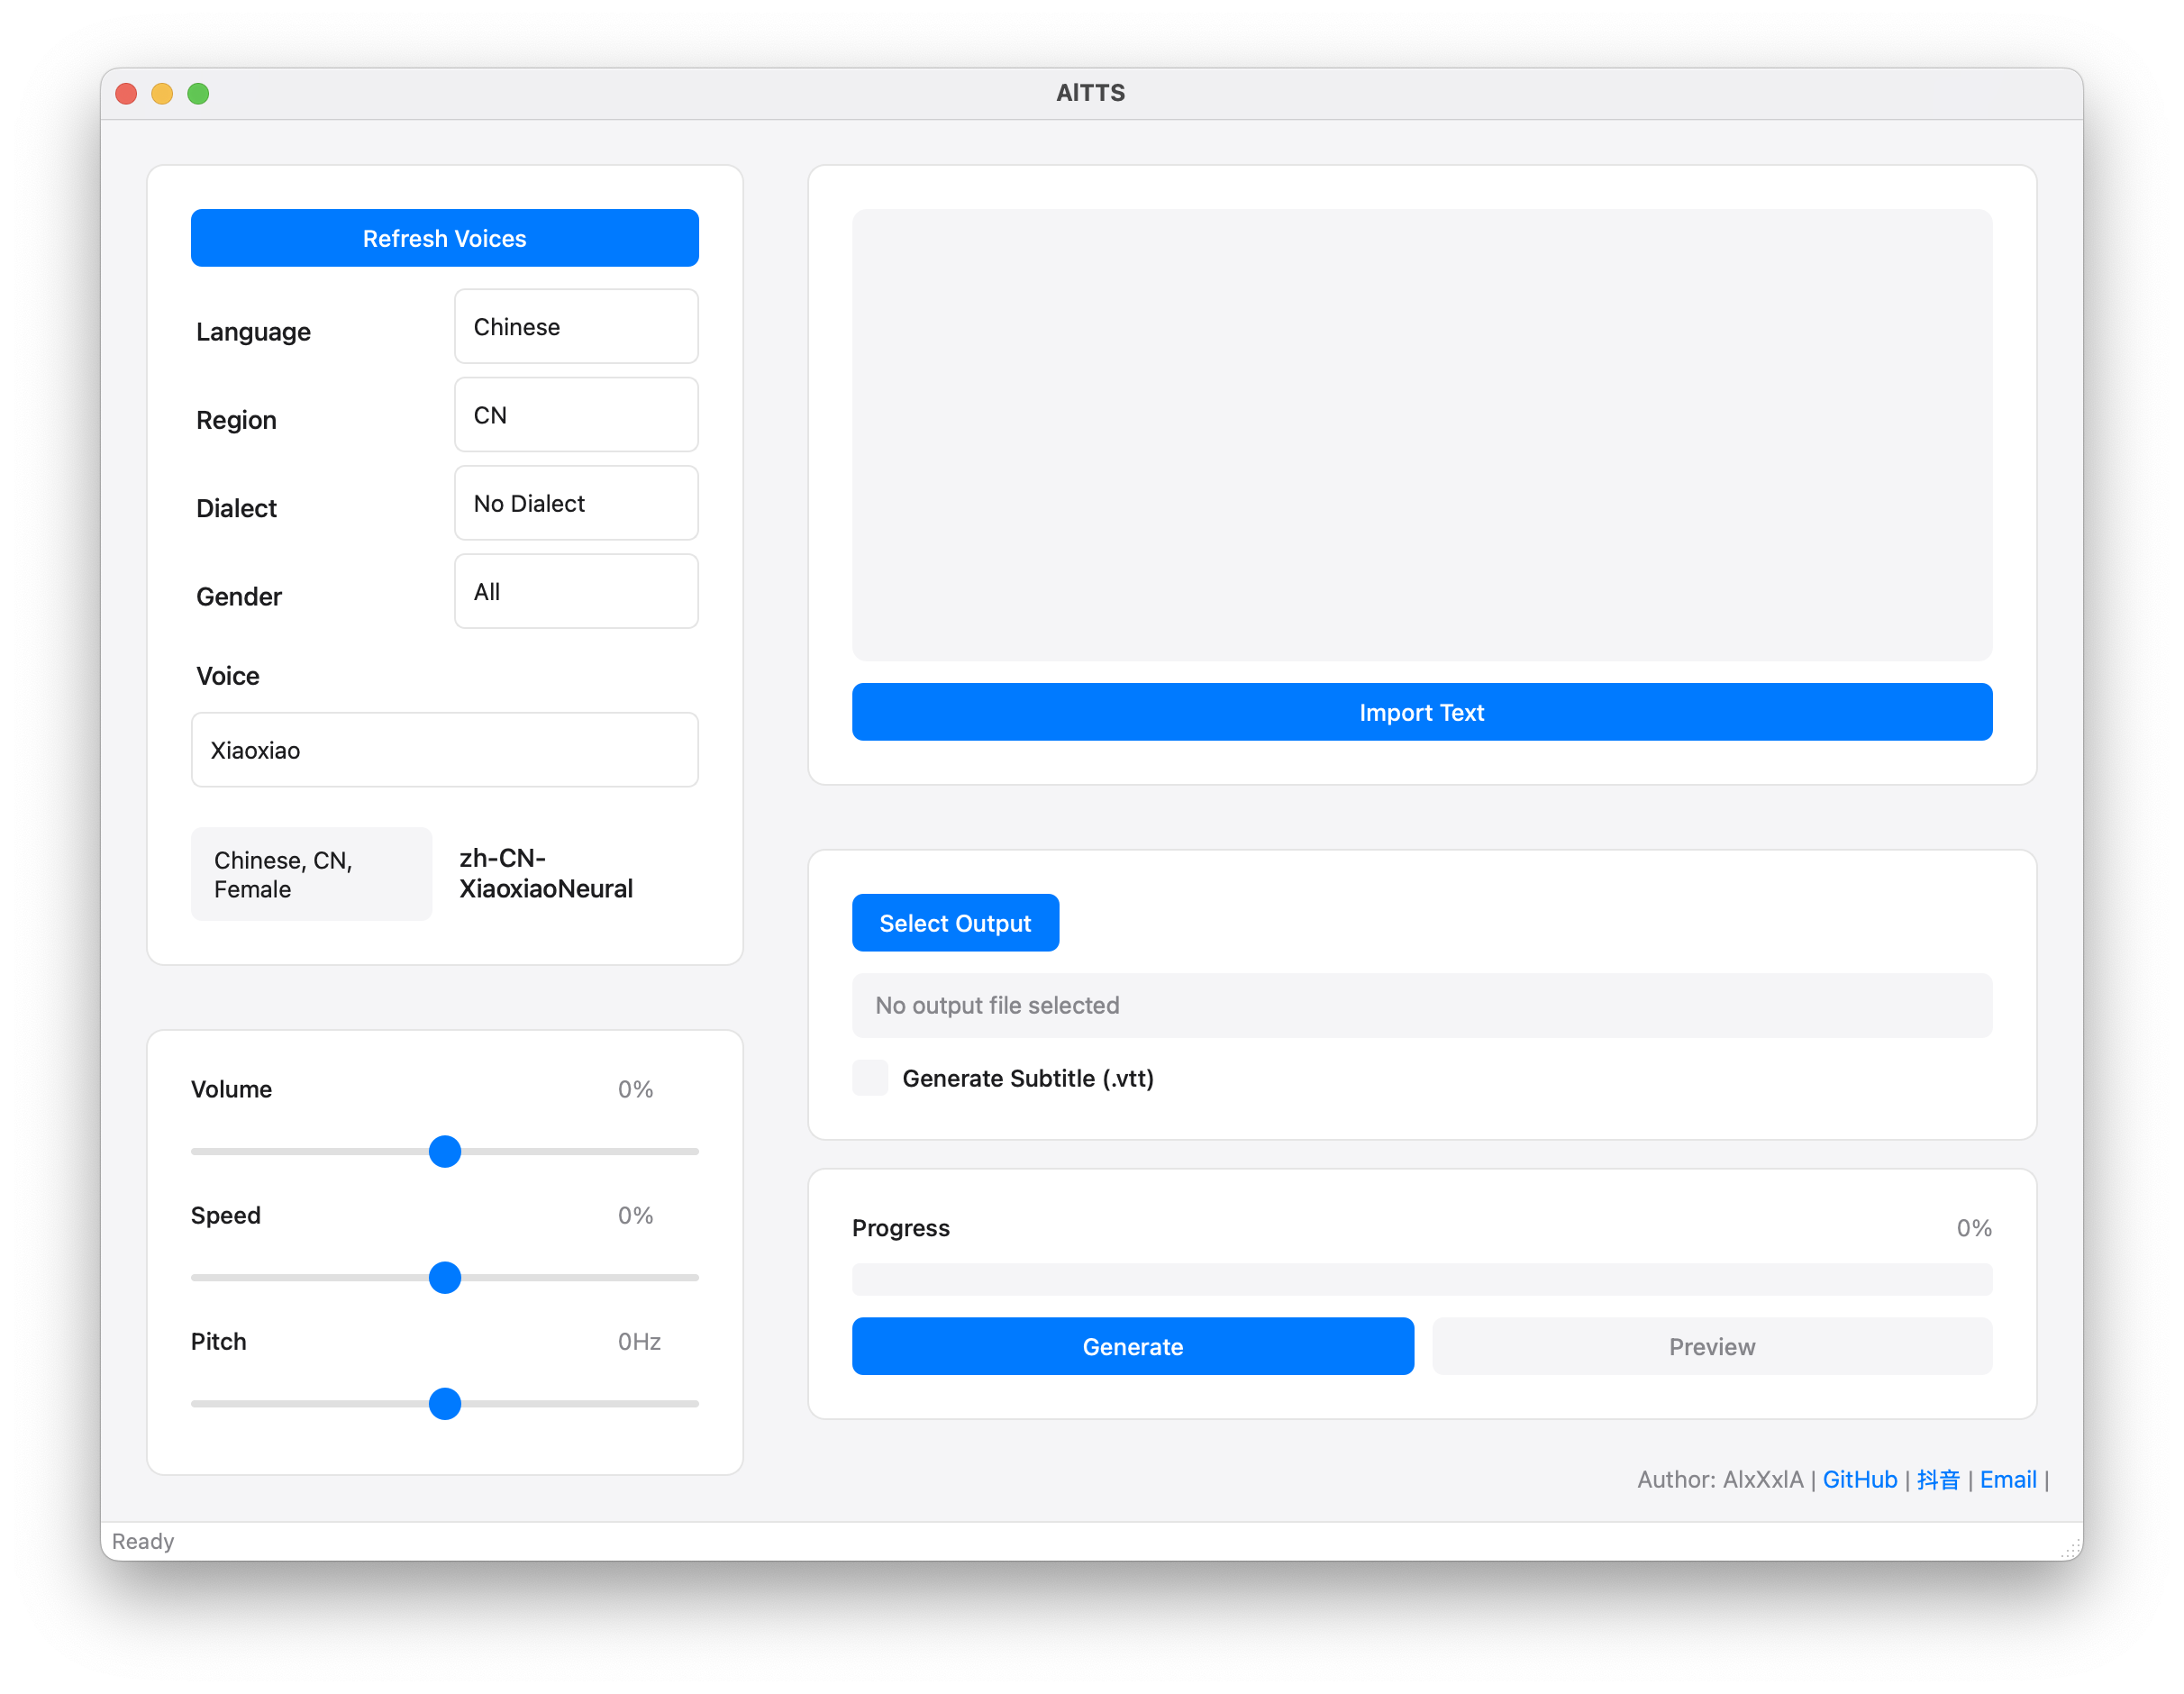 AlTTS
Refresh Voices
Language
Chinese
Region
CN
Dialect
No Dialect
Gender
All
Voice
Xiaoxiao
Chinese, CN,
Female
zh-CN-
XiaoxiaoNeural
Volume
0%
Speed
0%
Pitch
0Hz
Import Text
Select Output
No output file selected
Generate Subtitle (.vtt)
Progress
0%
Generate
Preview
Author: AlxXxlA | GitHub | 抖音 | Email |
Ready